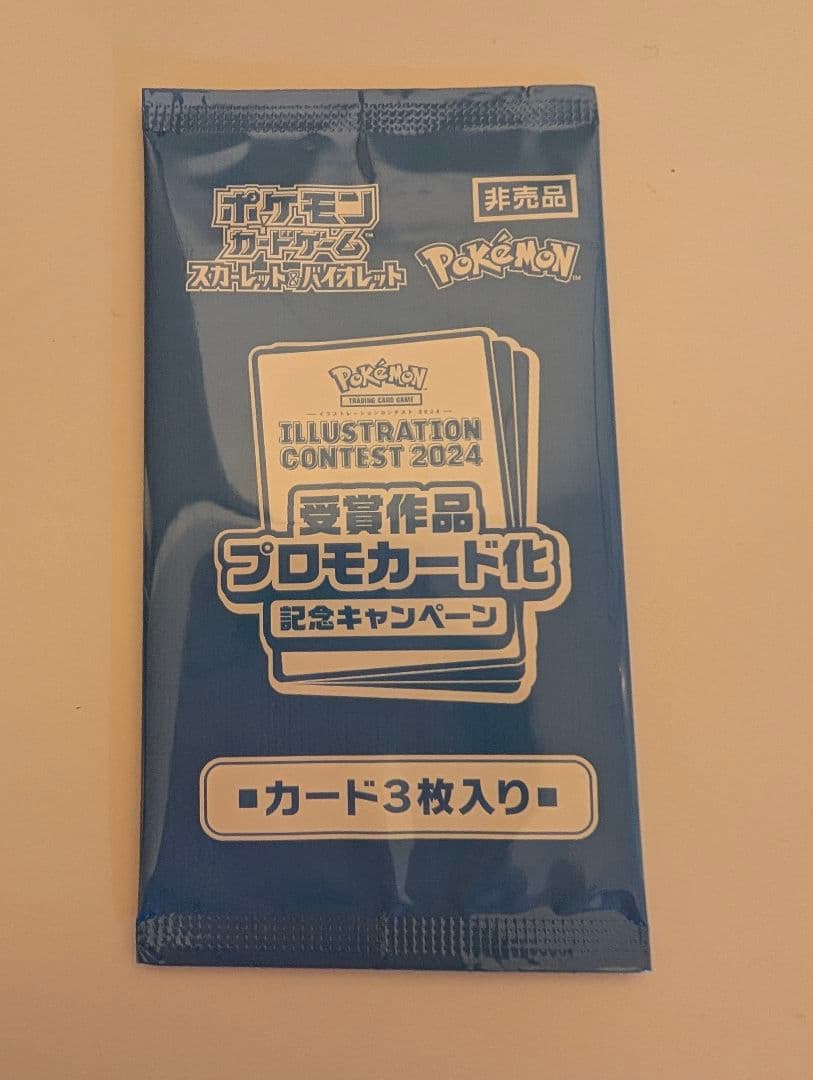 ポケモン
カードゲーム™
スカーレット&バイオレット
非売品
Pokémon™
Pokémon
TRADING CARD GAME
イラストレーションコンテスト 2024
ILLUSTRATION
CONTEST 2024
受賞作品
プロモカード化
記念キャンペーン
■カード3枚入り■